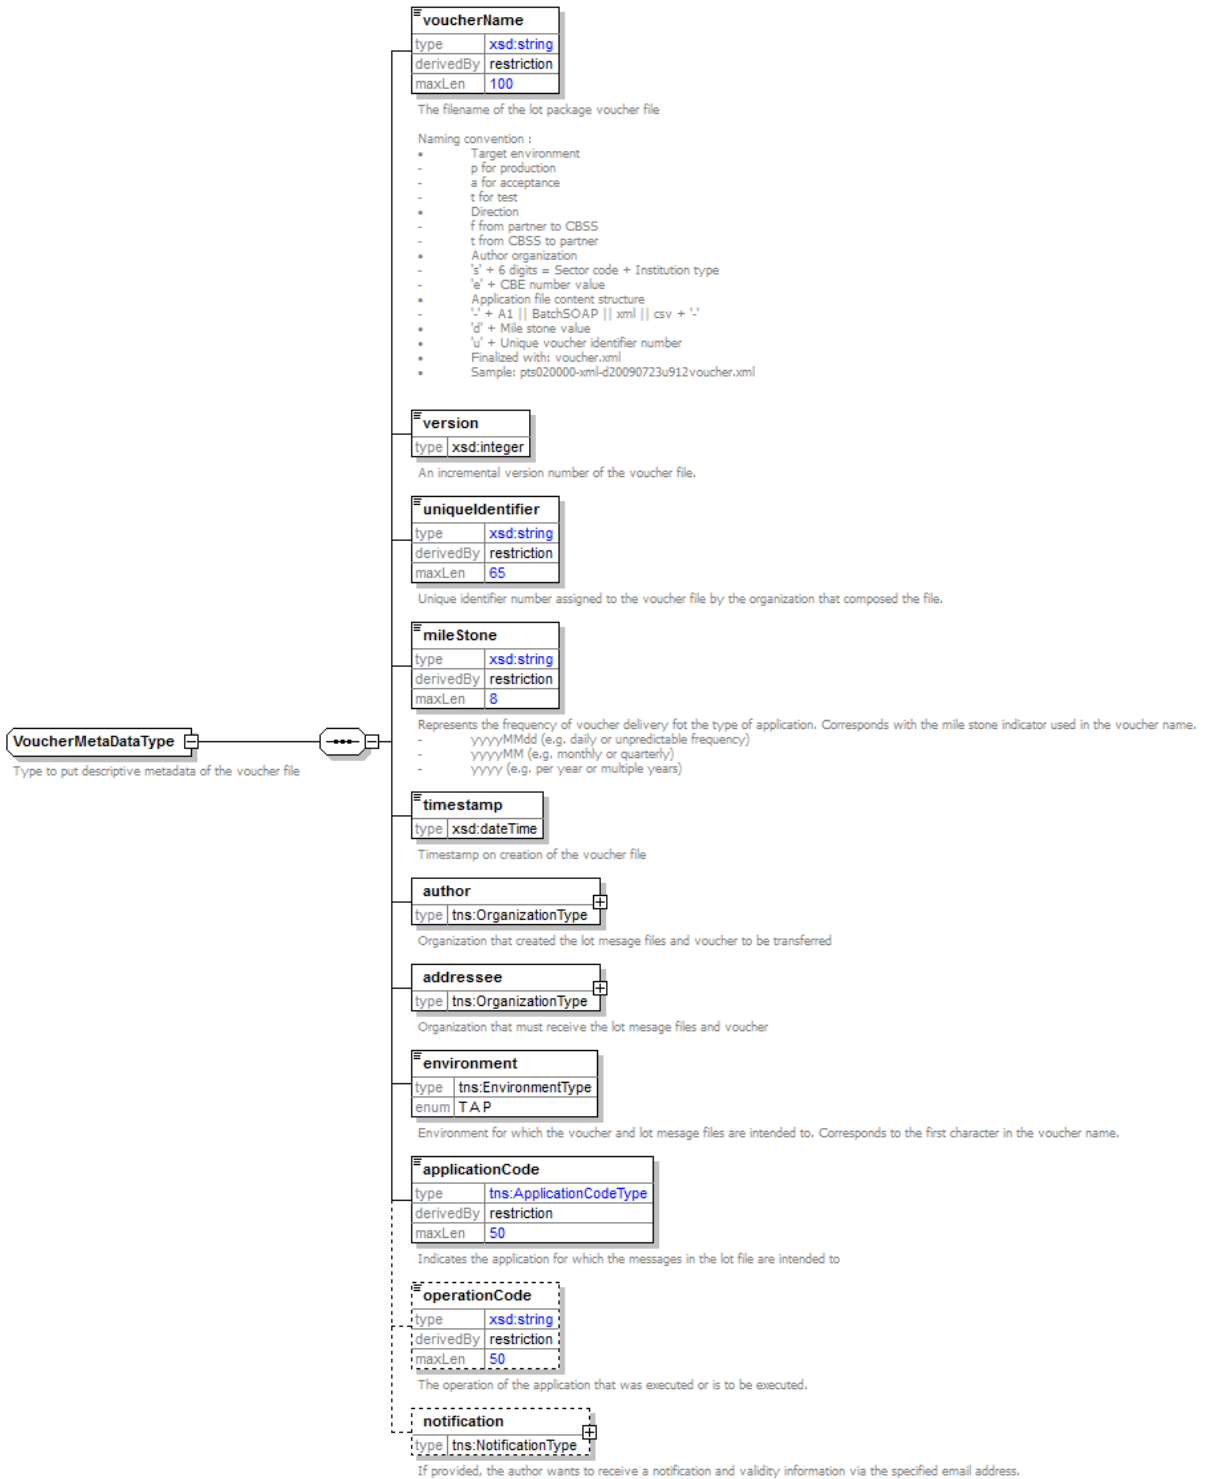 voucherName
type xsd:string
derivedBy restriction
maxLen 100
The filename of the lot package voucher file
Naming convention :
• Target environment
- p for production
- a for acceptance
- t for test
• Direction
- f from partner to CBSS
- t from CBSS to partner
• Author organization
- 's' + 6 digits = Sector code + Institution type
- 'e' + CBE number value
• Application file content structure
- '-' + A1 || BatchSOAP || xml || csv + '-'
• 'd' + Mile stone value
• 'u' + Unique voucher identifier number
• Finalized with: voucher.xml
• Sample: pts020000-xml-d20090723u912voucher.xml
version
type xsd:integer
An incremental version number of the voucher file.
uniqueIdentifier
type xsd:string
derivedBy restriction
maxLen 65
Unique identifier number assigned to the voucher file by the organization that composed the file.
mileStone
type xsd:string
derivedBy restriction
maxLen 8
Represents the frequency of voucher delivery fot the type of application. Corresponds with the mile stone indicator used in the voucher name.
- yyyyMMdd (e.g. daily or unpredictable frequency)
- yyyyMM (e.g. monthly or quarterly)
- yyyy (e.g. per year or multiple years)
VoucherMetaDataType
Type to put descriptive metadata of the voucher file
timestamp
type xsd:dateTime
Timestamp on creation of the voucher file
author
type tns:OrganizationType
Organization that created the lot mesage files and voucher to be transferred
addressee
type tns:OrganizationType
Organization that must receive the lot mesage files and voucher
environment
type tns:EnvironmentType
enum T A P
Environment for which the voucher and lot mesage files are intended to. Corresponds to the first character in the voucher name.
applicationCode
type tns:ApplicationCodeType
derivedBy restriction
maxLen 50
Indicates the application for which the messages in the lot file are intended to
operationCode
type xsd:string
derivedBy restriction
maxLen 50
The operation of the application that was executed or is to be executed.
notification
type tns:NotificationType
If provided, the author wants to receive a notification and validity information via the specified email address.